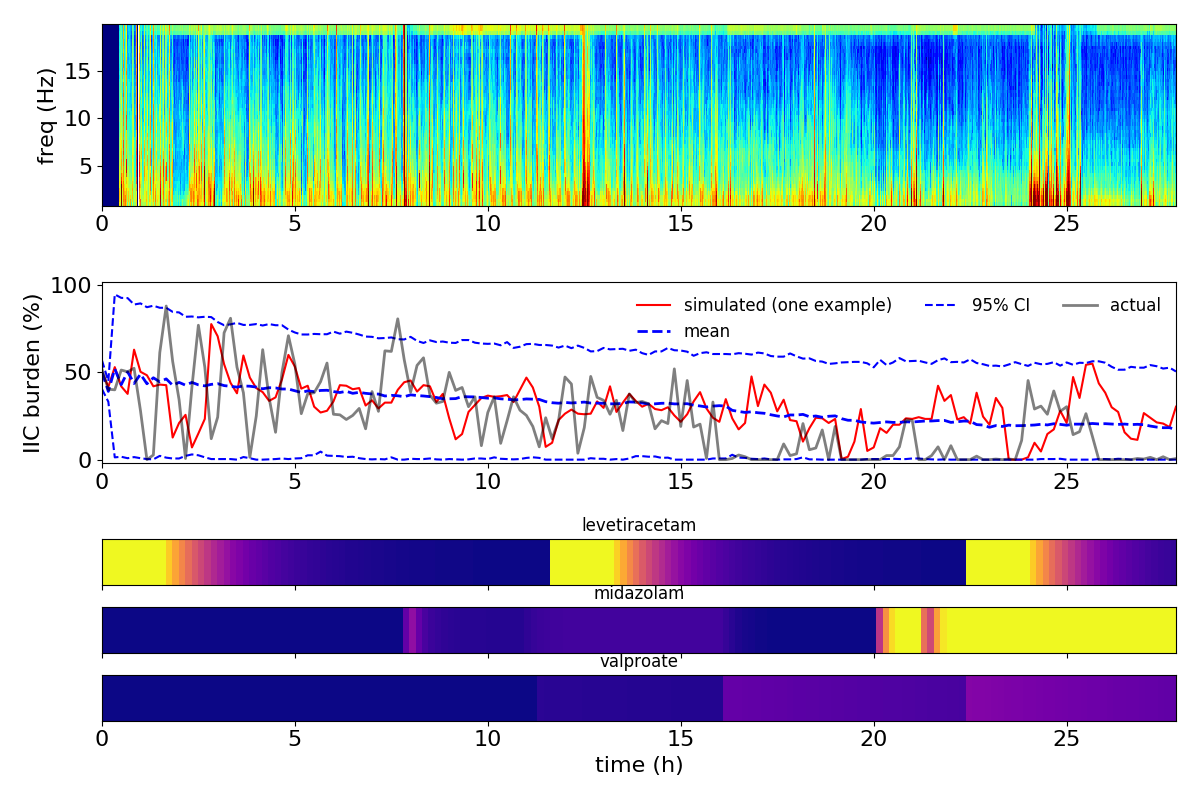 freq (Hz)
15
10
5
0 5 10 15 20 25
IIC burden (%)
100
50
0
simulated (one example)
mean
95% CI
actual
0 5 10 15 20 25
levetiracetam
midazolam
valproate
0 5 10 15 20 25
time (h)